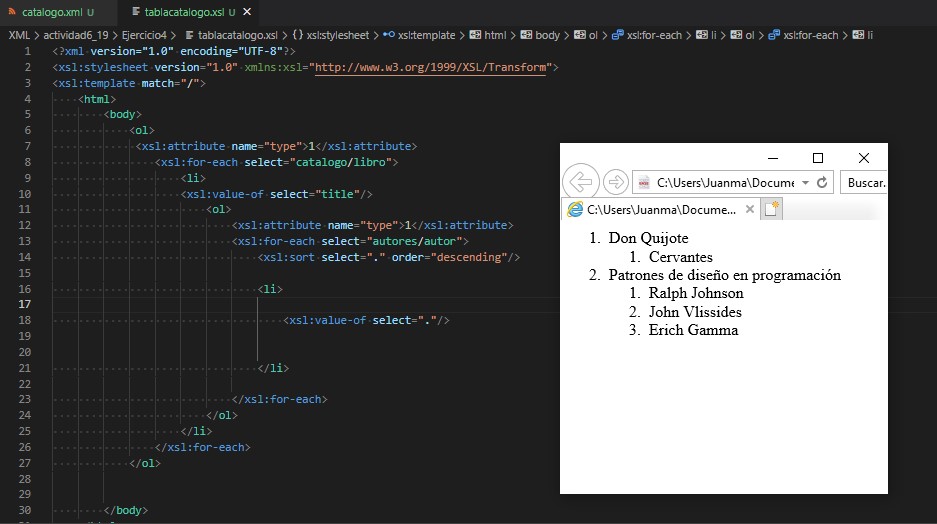 catalogo.xml U
tablacatalogo.xsl U
XML > actividad6_19 > Ejercicio4 > tablacatalogo.xsl > {} xsl:stylesheet > xsl:template > html > body > ol > xsl:for-each > li > ol > xsl:for-each > li
1 <?xml version="1.0" encoding="UTF-8"?>
2 <xsl:stylesheet version="1.0" xmlns:xsl="http://www.w3.org/1999/XSL/Transform">
3 <xsl:template match="/">
4 <html>
5 <body>
6 <ol>
7 <xsl:attribute name="type">1</xsl:attribute>
8 <xsl:for-each select="catalogo/libro">
9 <li>
10 <xsl:value-of select="title"/>
11 <ol>
12 <xsl:attribute name="type">1</xsl:attribute>
13 <xsl:for-each select="autores/autor">
14 <xsl:sort select="." order="descending"/>
15
16 <li>
17
18 <xsl:value-of select="."/>
19
20
21 </li>
22
23 </xsl:for-each>
24 </ol>
25 </li>
26 </xsl:for-each>
27 </ol>
28
29
30 </body>
C:\Users\Juanma\Docume
Buscar.
C:\Users\Juanma\Docume...
1. Don Quijote
1. Cervantes
2. Patrones de diseño en programación
1. Ralph Johnson
2. John Vlissides
3. Erich Gamma